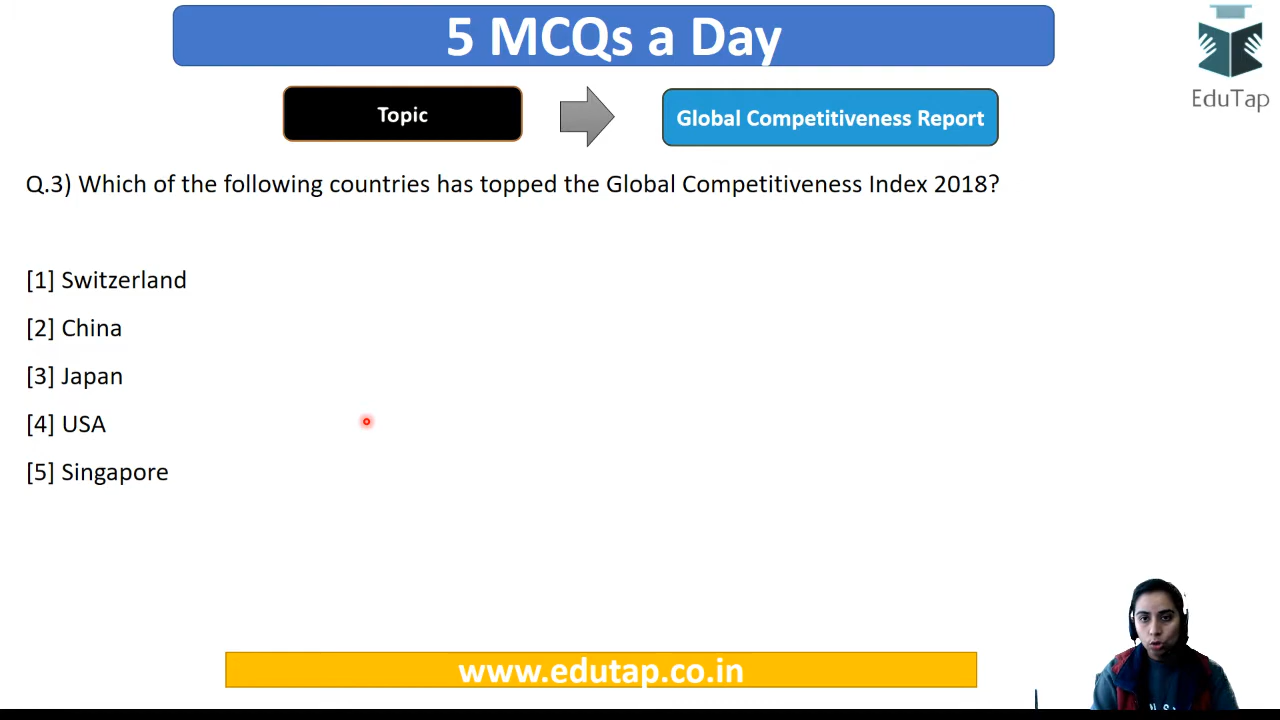 5 MCQs a Day
EduTap
Topic
Global Competitiveness Report
Q.3) Which of the following countries has topped the Global Competitiveness Index 2018?
[1] Switzerland
[2] China
[3] Japan
[4] USA
[5] Singapore
www.edutap.co.in